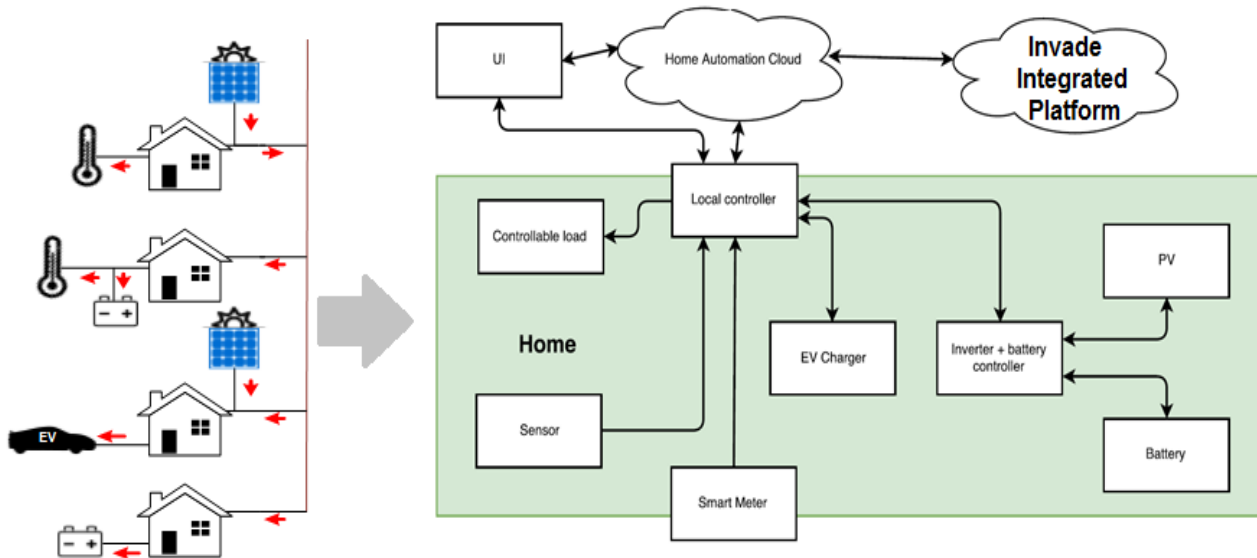 UI
Home Automation Cloud
Invade
Integrated
Platform
Local controller
Controllable load
PV
Home
EV Charger
Inverter + battery
controller
Sensor
Battery
Smart Meter
− +
EV
− +